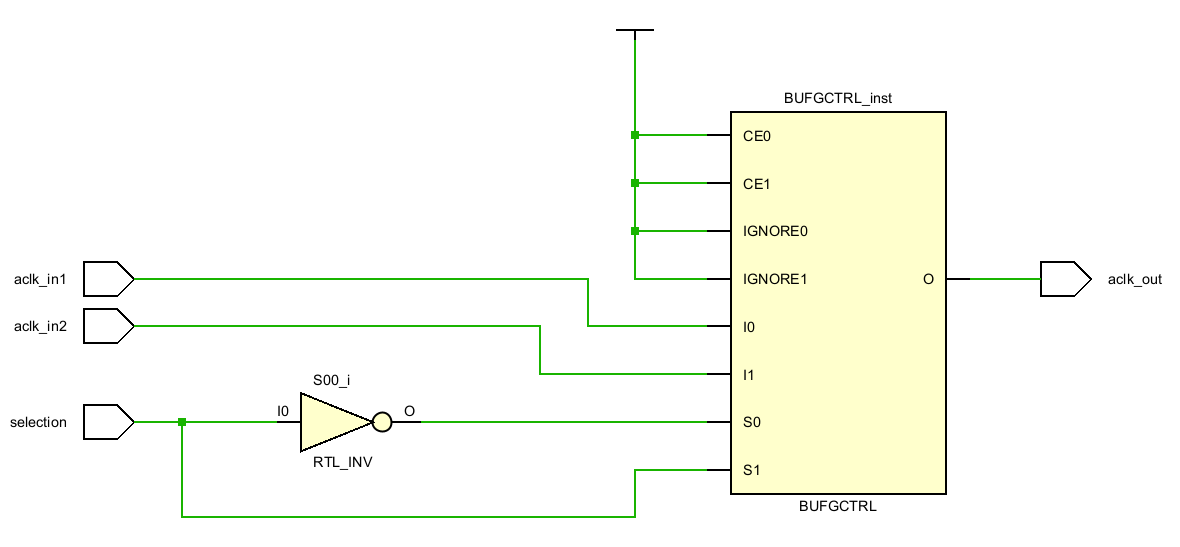 BUFGCTRL_inst
CE0
CE1
IGNORE0
aclk_in1
IGNORE1
O
aclk_out
aclk_in2
I0
I1
S00_i
selection
I0
O
S0
RTL_INV
S1
BUFGCTRL